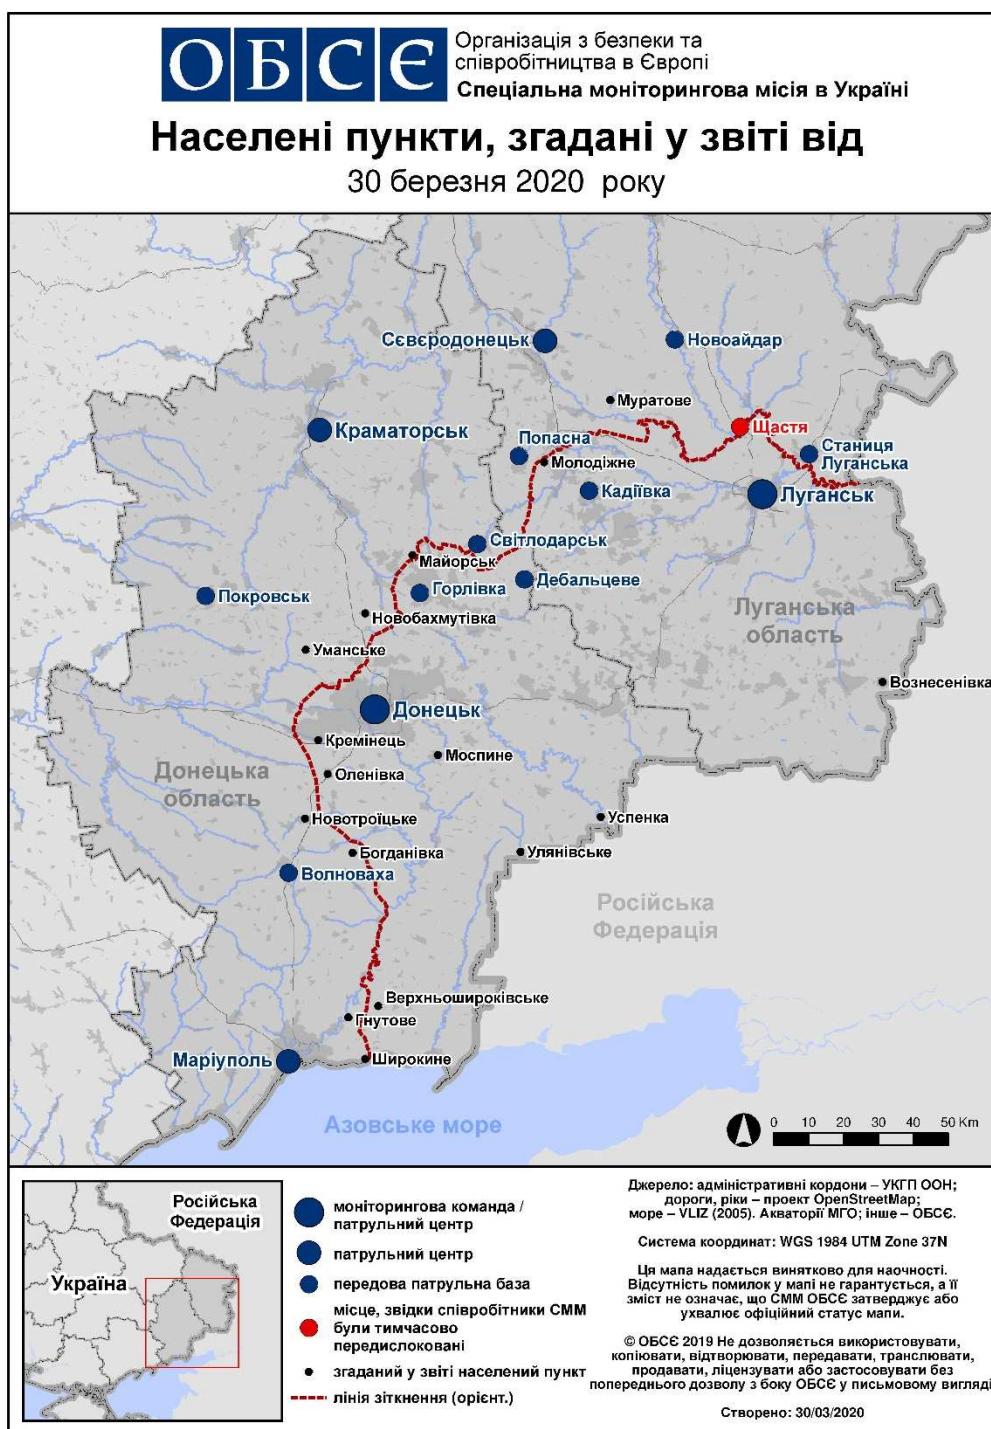 ОБСЄ
Організація з безпеки та
співробітництва в Європі
Спеціальна моніторингова місія в Україні
Населені пункти, згадані у звіті від
30 березня 2020 року
Сєвєродонецьк
Новоайдар
Муратове
Щастя
Краматорськ
Попасна
Станиця
Луганська
Молодіжне
Кадіївка
Луганськ
Світлодарськ
Майорськ
Дебальцеве
Горлівка
Покровськ
Новобахмутівка
Луганська
область
Уманське
Вознесенівка
Донецьк
Кремінець
Моспине
Донецька
область
Оленівка
Новотроїцьке
Успенка
Богданівка
Улянівське
Волноваха
Російська
Федерація
Верхньошироківське
Гнутове
Маріуполь
Широкине
Азовське море
0 10 20 30 40 50 Km
Російська
Федерація
Україна
моніторингова команда /
патрульний центр
патрульний центр
передова патрульна база
місце, звідки співробітники СММ
були тимчасово
передислоковані
згаданий у звіті населений пункт
лінія зіткнення (орієнт.)
Джерело: адміністративні кордони – УКГП ООН;
дороги, ріки – проект OpenStreetMap;
море – VLIZ (2005). Акваторії МГО; інше – ОБСЄ.
Система координат: WGS 1984 UTM Zone 37N
Ця мапа надається винятково для наочності.
Відсутність помилок у мапі не гарантується, а її
зміст не означає, що СММ ОБСЄ затверджує або
ухвалює офіційний статус мапи.
© ОБСЄ 2019 Не дозволяється використовувати,
копіювати, відтворювати, передавати, транслювати,
продавати, ліцензувати або застосовувати без
попереднього дозволу з боку ОБСЄ у письмовому вигляді
Створено: 30/03/2020